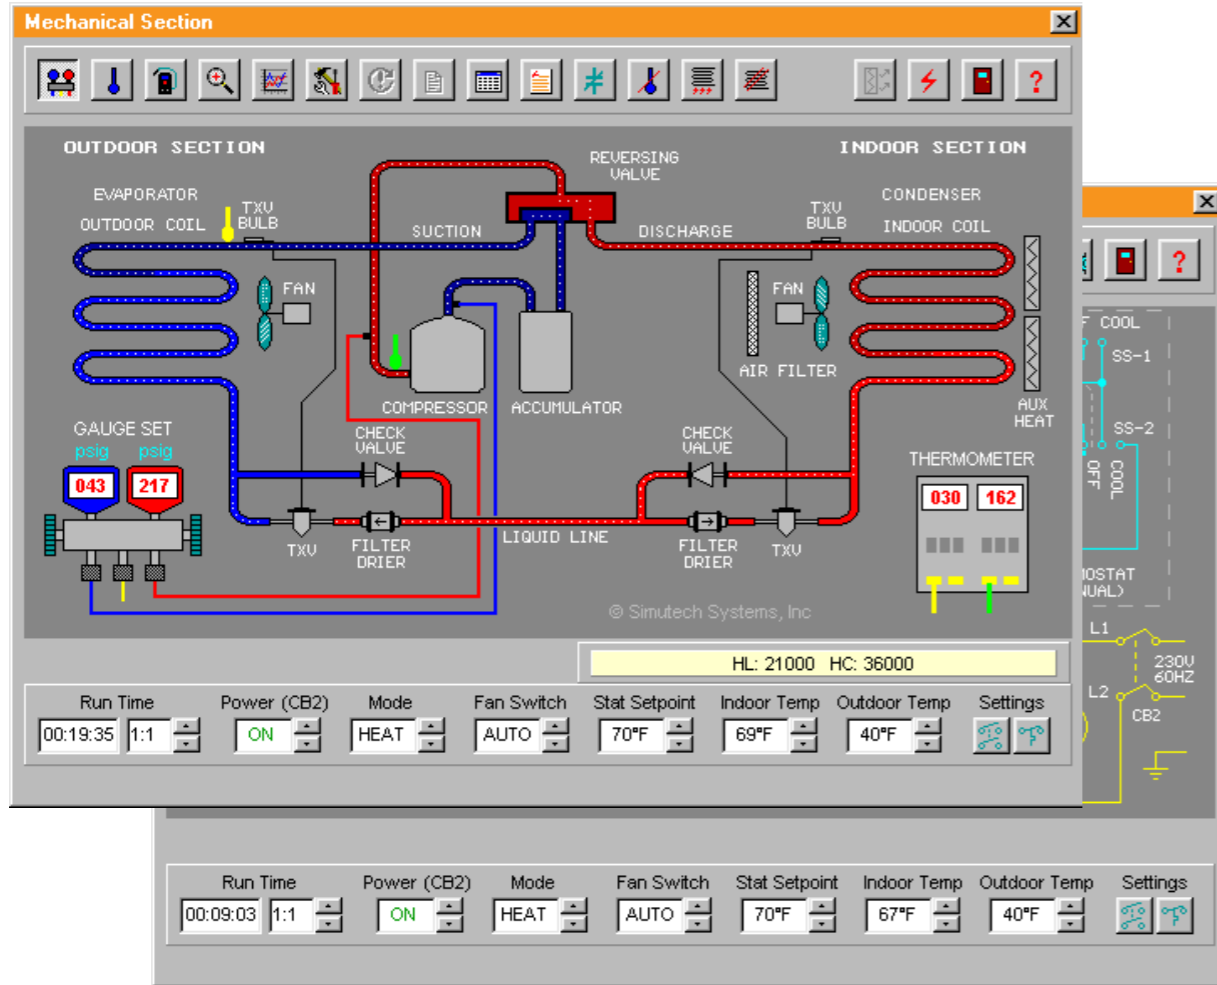 Mechanical Section
OUTDOOR SECTION
INDOOR SECTION
REVERSING
VALVE
EVAPORATOR
OUTDOOR COIL
TXV
BULB
SUCTION
DISCHARGE
TXV
BULB
CONDENSER
INDOOR COIL
FAN
FAN
AIR FILTER
COMPRESSOR
ACCUMULATOR
AUX
HEAT
GAUGE SET
psig psig
043 217
CHECK
VALVE
CHECK
VALVE
THERMOMETER
030 162
TXV
FILTER
DRIER
LIQUID LINE
FILTER
DRIER
TXV
© Simutech Systems, Inc
HL: 21000 HC: 36000
Run Time Power (CB2) Mode Fan Switch Stat Setpoint Indoor Temp Outdoor Temp Settings
00:19:35 1:1 ON HEAT AUTO 70°F 69°F 40°F
?
?
COOL
SS-1
SS-2
OFF
COOL
L1
230V
60HZ
L2
CB2
Run Time Power (CB2) Mode Fan Switch Stat Setpoint Indoor Temp Outdoor Temp Settings
00:09:03 1:1 ON HEAT AUTO 70°F 67°F 40°F